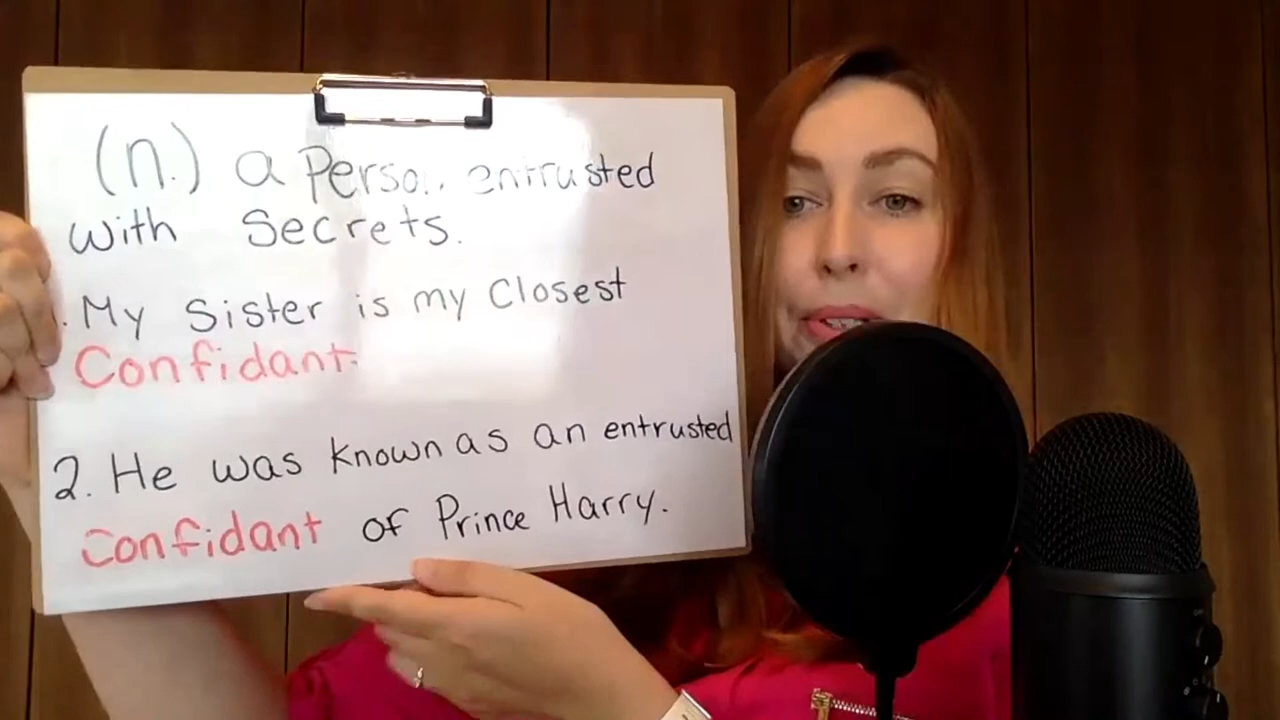 (n.) a Person entrusted
with Secrets.
. My Sister is my Closest
Confidant.
2. He was known as an entrusted
Confidant of Prince Harry.